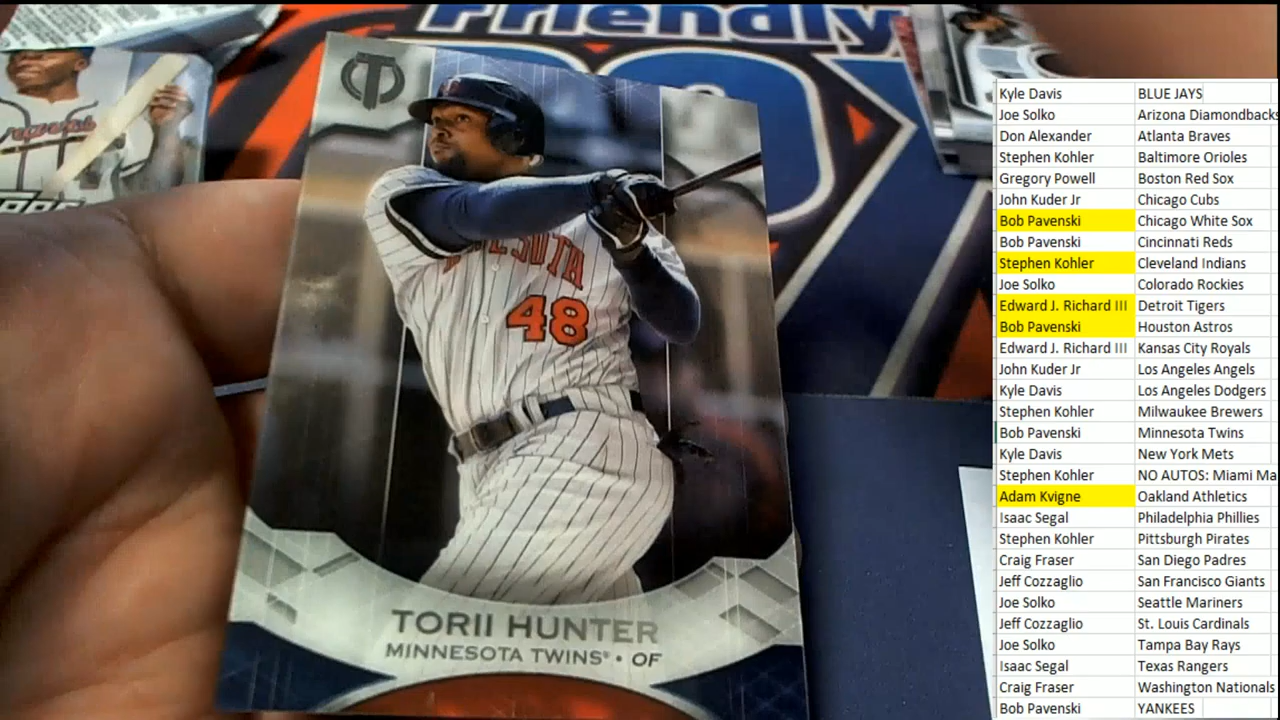 Friendly
BOX
Braves
Topps
T
MINNESOTA
48
TORII HUNTER
MINNESOTA TWINS® • OF
Kyle Davis BLUE JAYS
Joe Solko Arizona Diamondbacks
Don Alexander Atlanta Braves
Stephen Kohler Baltimore Orioles
Gregory Powell Boston Red Sox
John Kuder Jr Chicago Cubs
Bob Pavenski Chicago White Sox
Bob Pavenski Cincinnati Reds
Stephen Kohler Cleveland Indians
Joe Solko Colorado Rockies
Edward J. Richard III Detroit Tigers
Bob Pavenski Houston Astros
Edward J. Richard III Kansas City Royals
John Kuder Jr Los Angeles Angels
Kyle Davis Los Angeles Dodgers
Stephen Kohler Milwaukee Brewers
Bob Pavenski Minnesota Twins
Kyle Davis New York Mets
Stephen Kohler NO AUTOS: Miami Ma
Adam Kvigne Oakland Athletics
Isaac Segal Philadelphia Phillies
Stephen Kohler Pittsburgh Pirates
Craig Fraser San Diego Padres
Jeff Cozzaglio San Francisco Giants
Joe Solko Seattle Mariners
Jeff Cozzaglio St. Louis Cardinals
Joe Solko Tampa Bay Rays
Isaac Segal Texas Rangers
Craig Fraser Washington Nationals
Bob Pavenski YANKEES